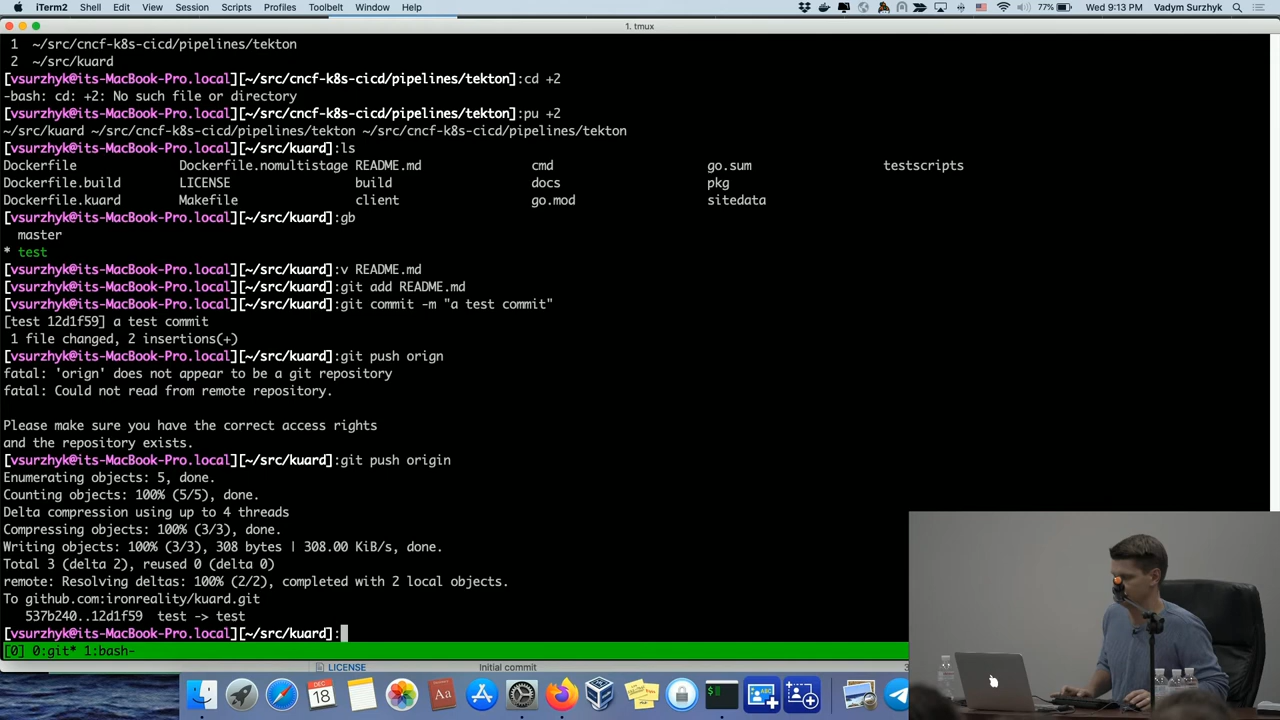 iTerm2 Shell Edit View Session Scripts Profiles Toolbelt Window Help 77% Wed 9:13 PM Vadym Surzhyk
1. tmux
1 ~/src/cncf-k8s-cicd/pipelines/tekton
2 ~/src/kuard
[vsurzhyk@its-MacBook-Pro.local][~/src/cncf-k8s-cicd/pipelines/tekton]:cd +2
-bash: cd: +2: No such file or directory
[vsurzhyk@its-MacBook-Pro.local][~/src/cncf-k8s-cicd/pipelines/tekton]:pu +2
~/src/kuard ~/src/cncf-k8s-cicd/pipelines/tekton ~/src/cncf-k8s-cicd/pipelines/tekton
[vsurzhyk@its-MacBook-Pro.local][~/src/kuard]:ls
Dockerfile Dockerfile.nomultistage README.md cmd go.sum testscripts
Dockerfile.build LICENSE build docs pkg
Dockerfile.kuard Makefile client go.mod sitedata
[vsurzhyk@its-MacBook-Pro.local][~/src/kuard]:gb
master
* test
[vsurzhyk@its-MacBook-Pro.local][~/src/kuard]:v README.md
[vsurzhyk@its-MacBook-Pro.local][~/src/kuard]:git add README.md
[vsurzhyk@its-MacBook-Pro.local][~/src/kuard]:git commit -m "a test commit"
[test 12d1f59] a test commit
1 file changed, 2 insertions(+)
[vsurzhyk@its-MacBook-Pro.local][~/src/kuard]:git push orign
fatal: 'orign' does not appear to be a git repository
fatal: Could not read from remote repository.
Please make sure you have the correct access rights
and the repository exists.
[vsurzhyk@its-MacBook-Pro.local][~/src/kuard]:git push origin
Enumerating objects: 5, done.
Counting objects: 100% (5/5), done.
Delta compression using up to 4 threads
Compressing objects: 100% (3/3), done.
Writing objects: 100% (3/3), 308 bytes | 308.00 KiB/s, done.
Total 3 (delta 2), reused 0 (delta 0)
remote: Resolving deltas: 100% (2/2), completed with 2 local objects.
To github.com:ironreality/kuard.git
537b240..12d1f59 test -> test
[vsurzhyk@its-MacBook-Pro.local][~/src/kuard]:
[0] 0:git* 1:bash-
LICENSE Initial commit
DEC
18
Aa
$
ABC